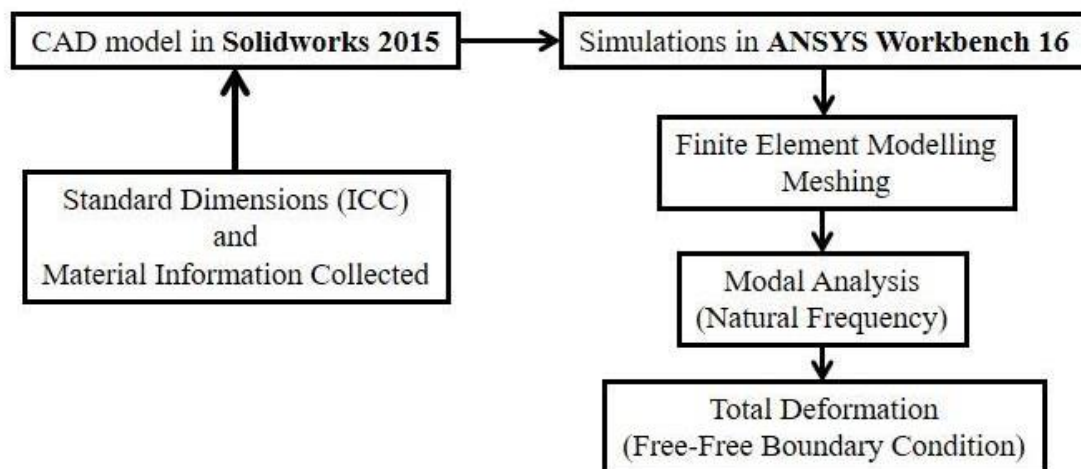 CAD model in Solidworks 2015
Simulations in ANSYS Workbench 16
Standard Dimensions (ICC)
and
Material Information Collected
Finite Element Modelling
Meshing
Modal Analysis
(Natural Frequency)
Total Deformation
(Free-Free Boundary Condition)